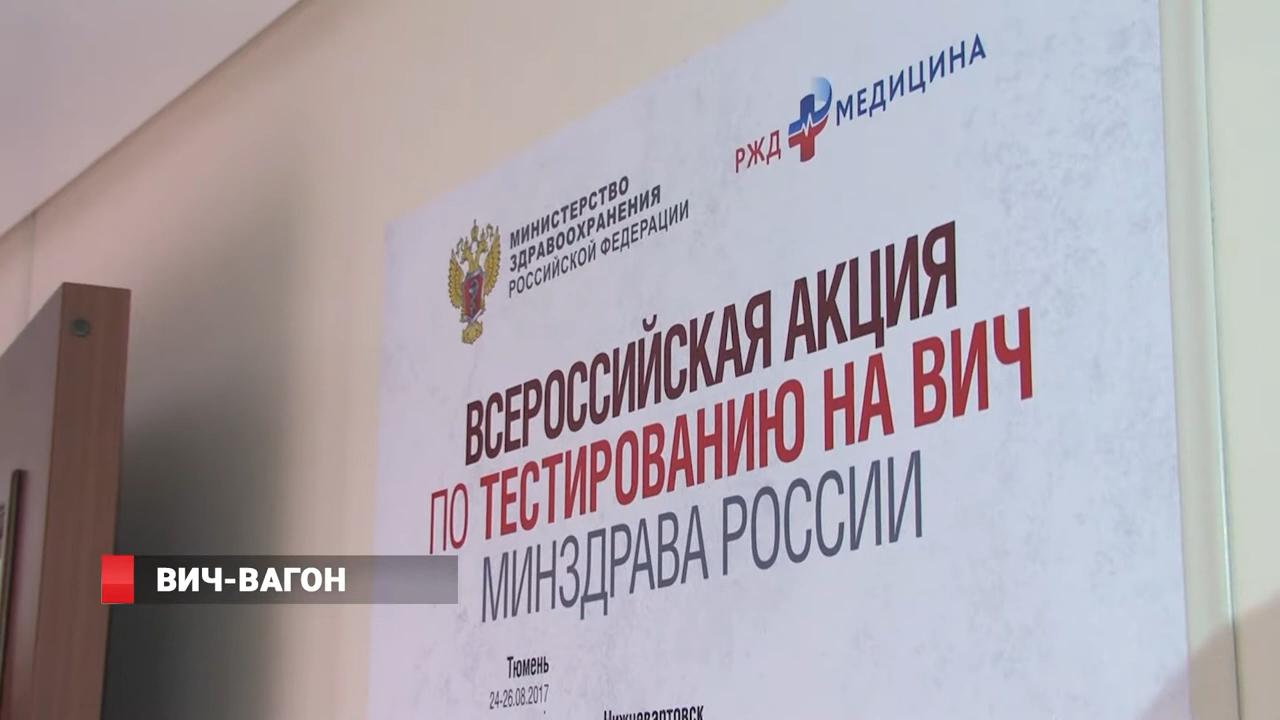 РЖД МЕДИЦИНА
МИНИСТЕРСТВО
ЗДРАВООХРАНЕНИЯ
РОССИЙСКОЙ ФЕДЕРАЦИИ
ВСЕРОССИЙСКАЯ АКЦИЯ
ПО ТЕСТИРОВАНИЮ НА ВИЧ
МИНЗДРАВА РОССИИ
ВИЧ-ВАГОН
Тюмень
24-26.08.2017
Нижневартовск